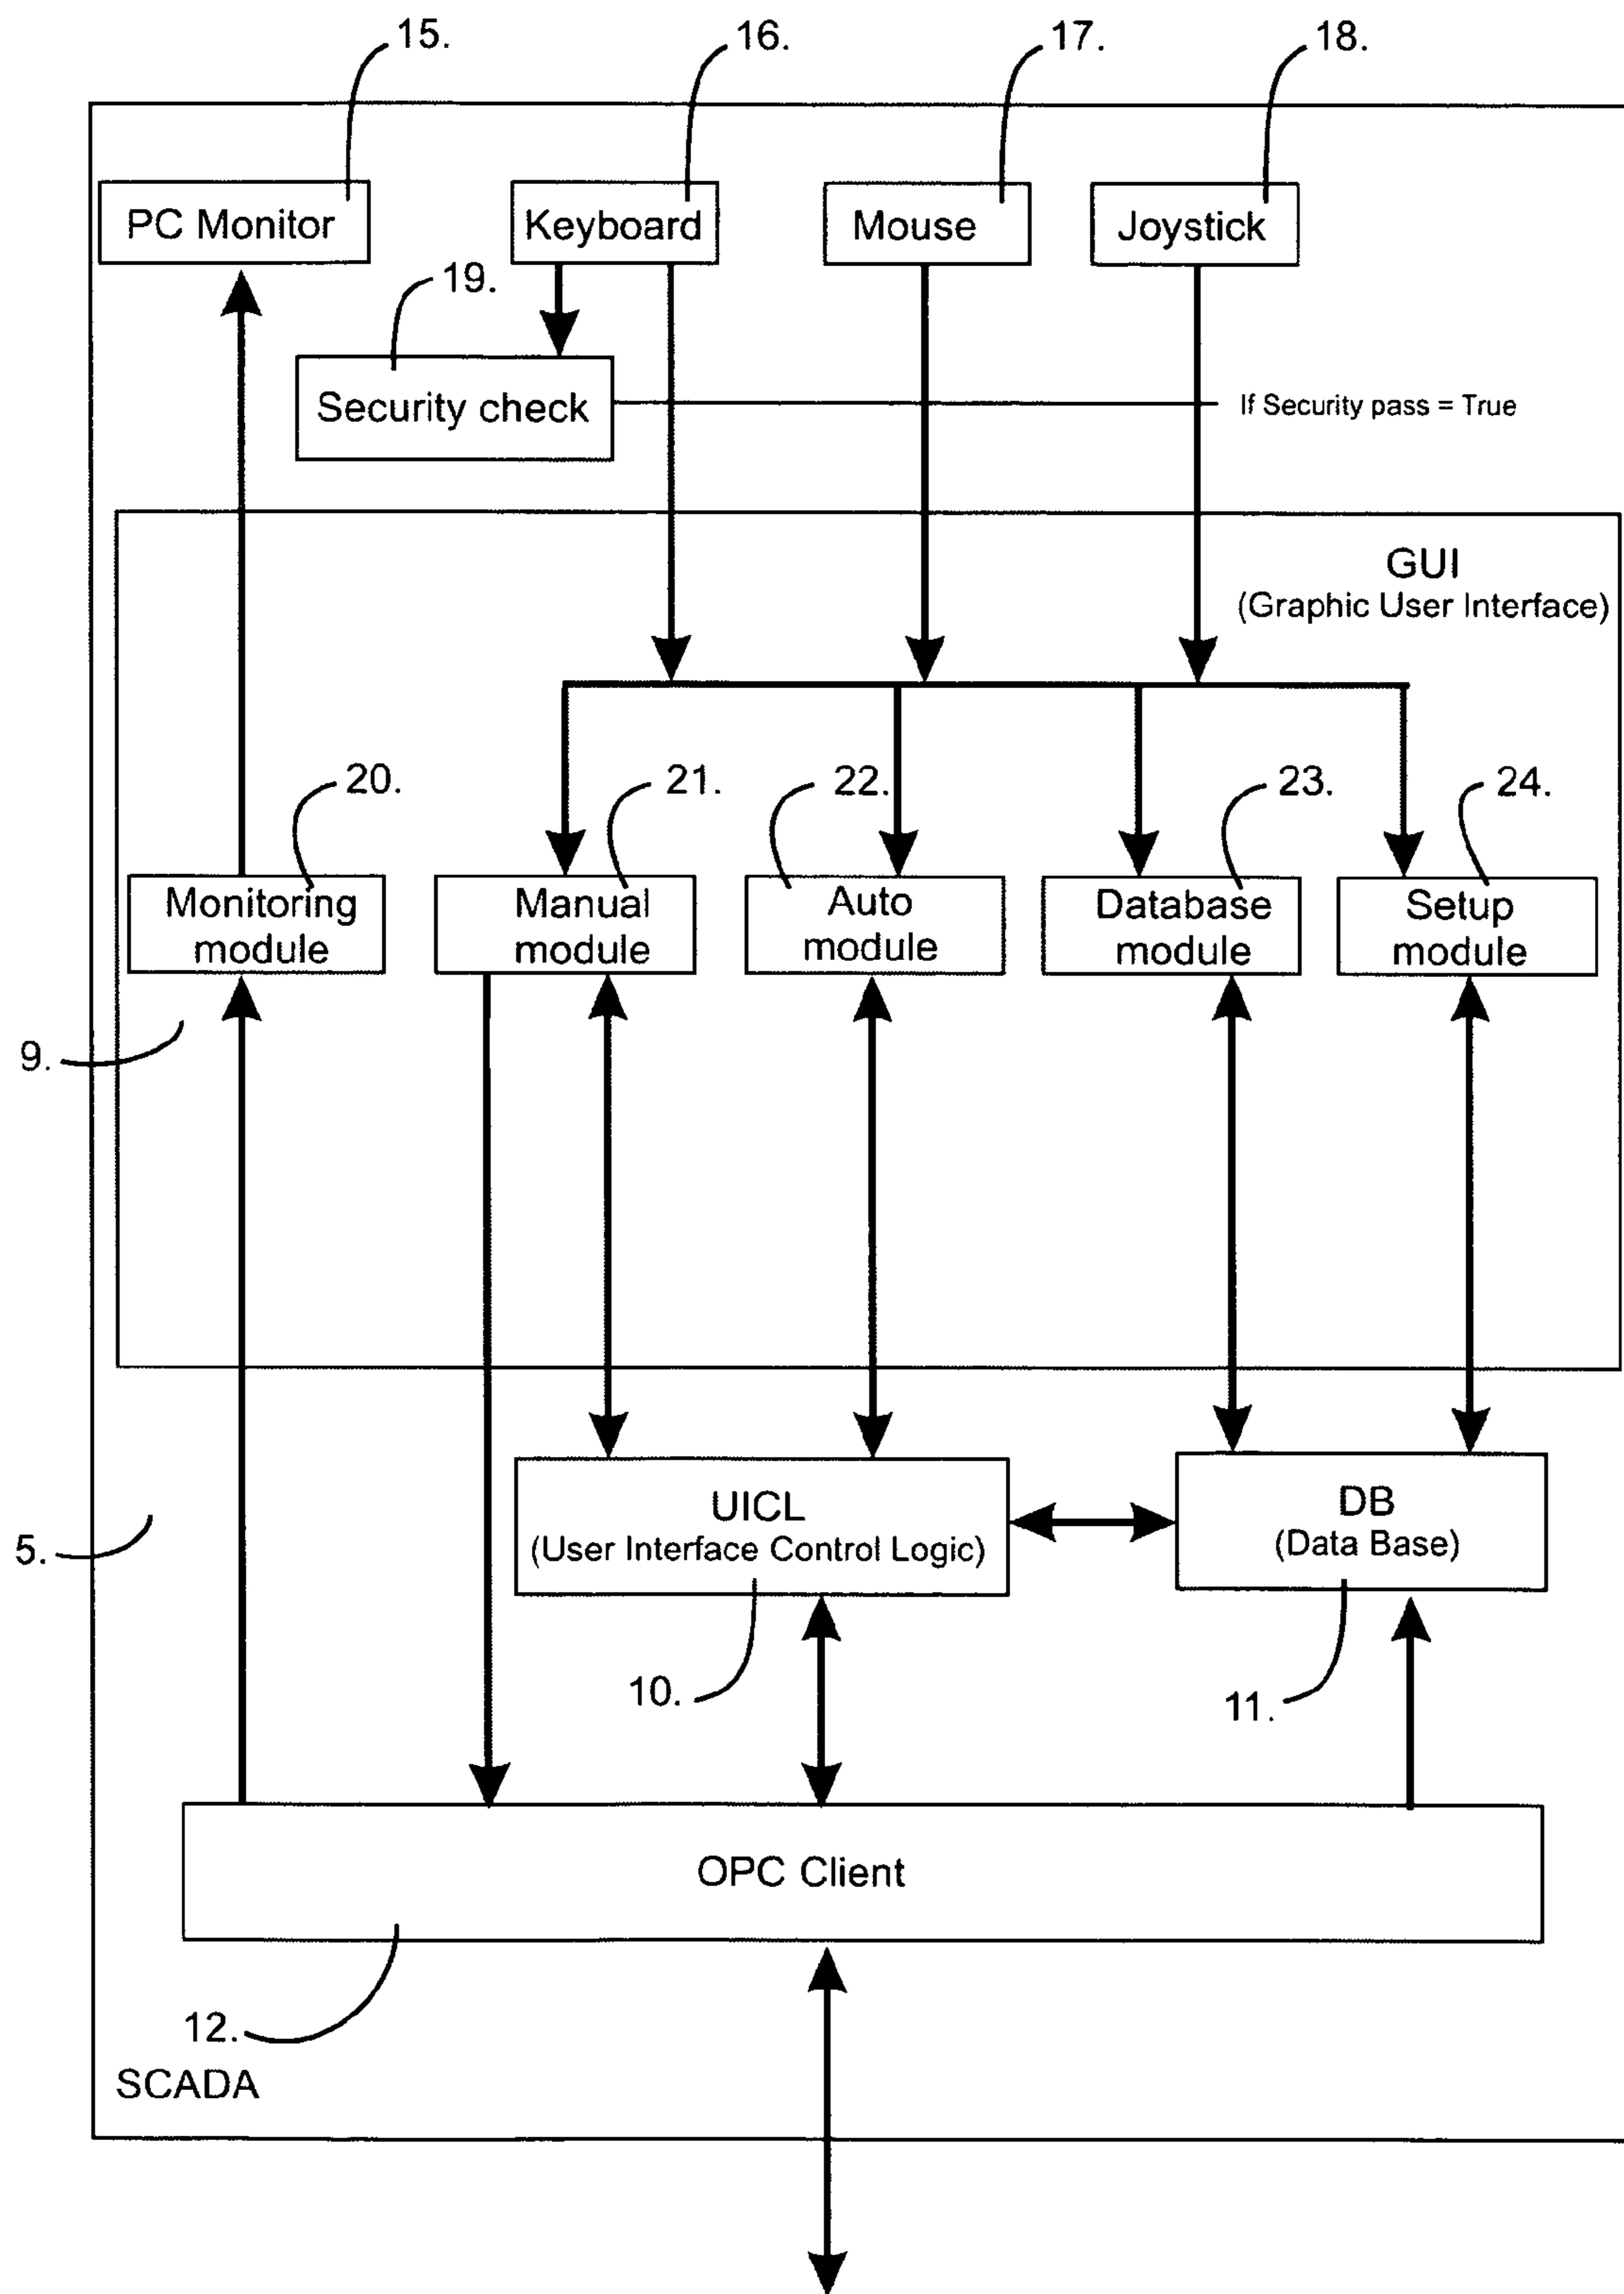 15.
16.
17.
18.
PC Monitor
Keyboard
Mouse
Joystick
19.
Security check
If Security pass = True
GUI
(Graphic User Interface)
20.
21.
22.
23.
24.
Monitoring
module
Manual
module
Auto
module
Database
module
Setup
module
9.
5.
UICL
(User Interface Control Logic)
DB
(Data Base)
10.
11.
OPC Client
12.
SCADA